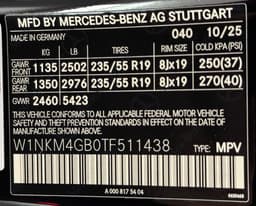 MFD BY MERCEDES-BENZ AG STUTTGART
MADE IN GERMANY 040 10/25
KG LB TIRES RIM SIZE COLD KPA(PSI)
GAWR FRONT 1135 2502 235/55 R19 8Jx19 250(37)
GAWR REAR 1350 2976 235/55 R19 8Jx19 270(40)
GVWR 2460 5423
THIS VEHICLE CONFORMS TO ALL APPLICABLE FEDERAL MOTOR VEHICLE
SAFETY AND THEFT PREVENTION STANDARDS IN EFFECT ON THE DATE OF
MANUFACTURE SHOWN ABOVE.
W1NKM4GB0TF511438 TYPE: MPV
A 000 817 54 04